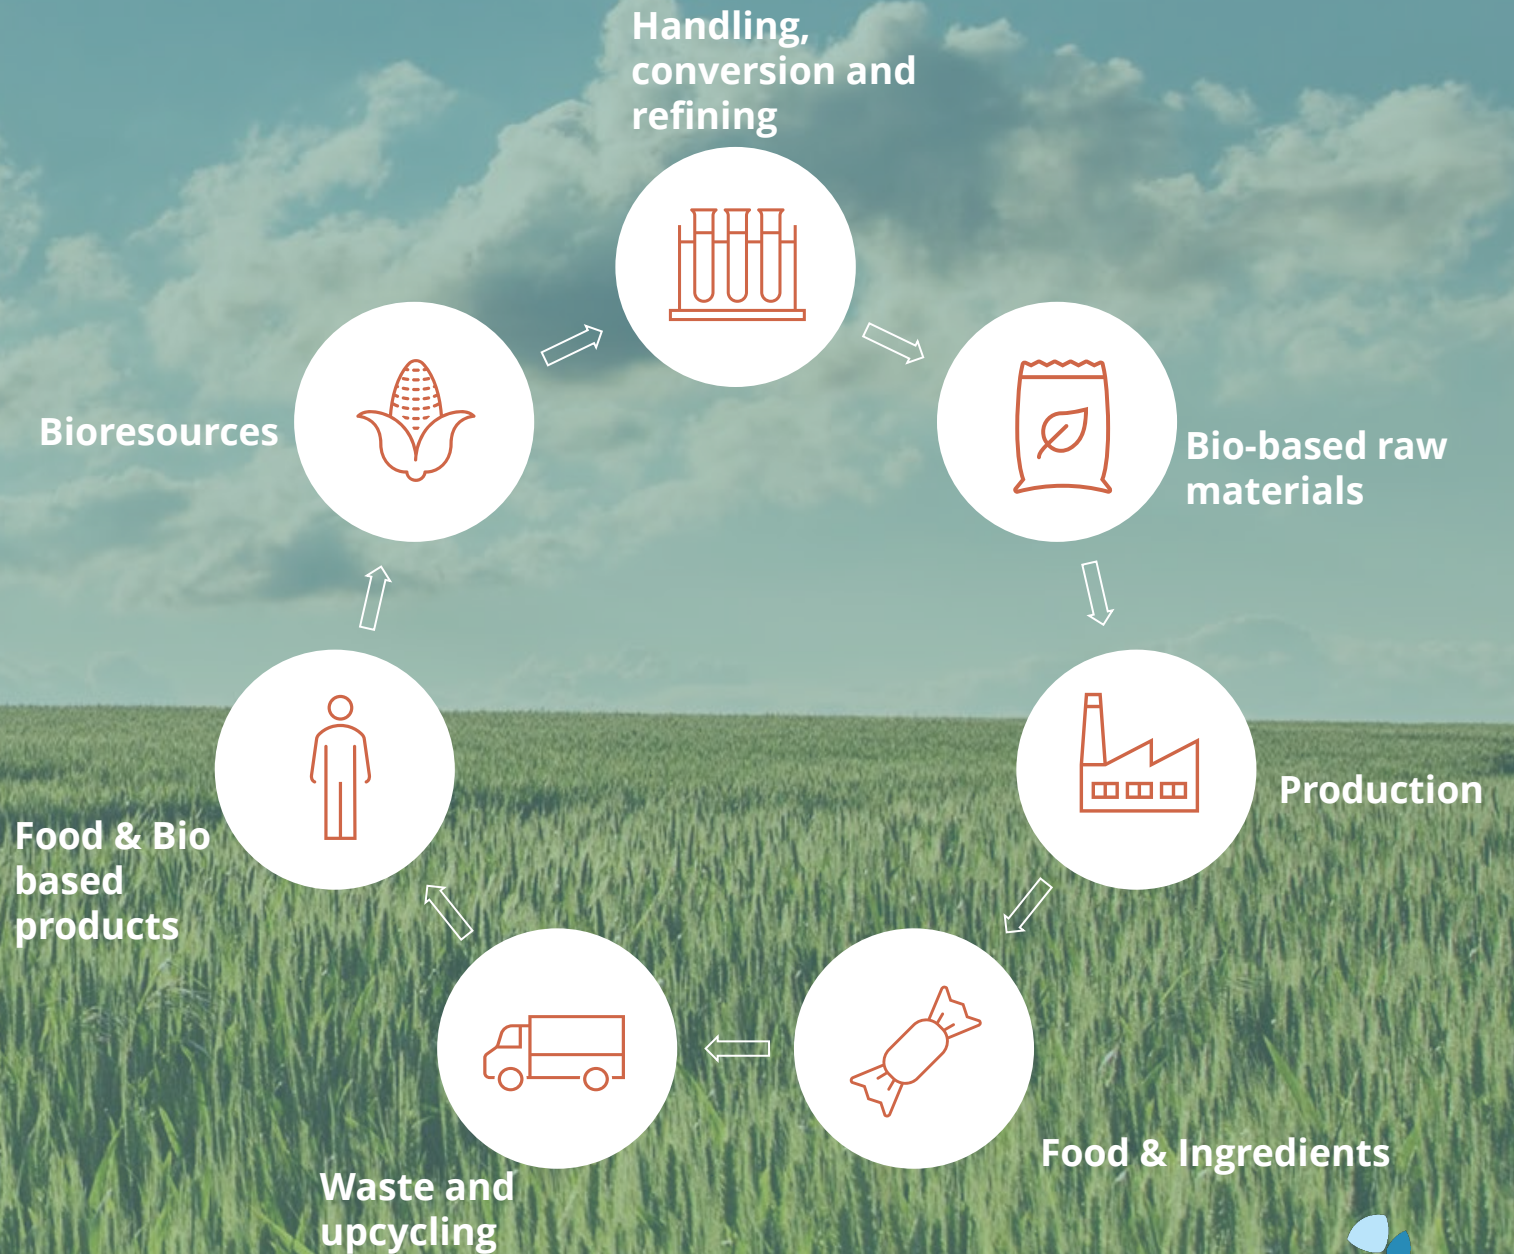 Handling,
conversion and
refining
Bioresources
Bio-based raw
materials
Production
Food & Bio
based
products
Food & Ingredients
Waste and
upcycling